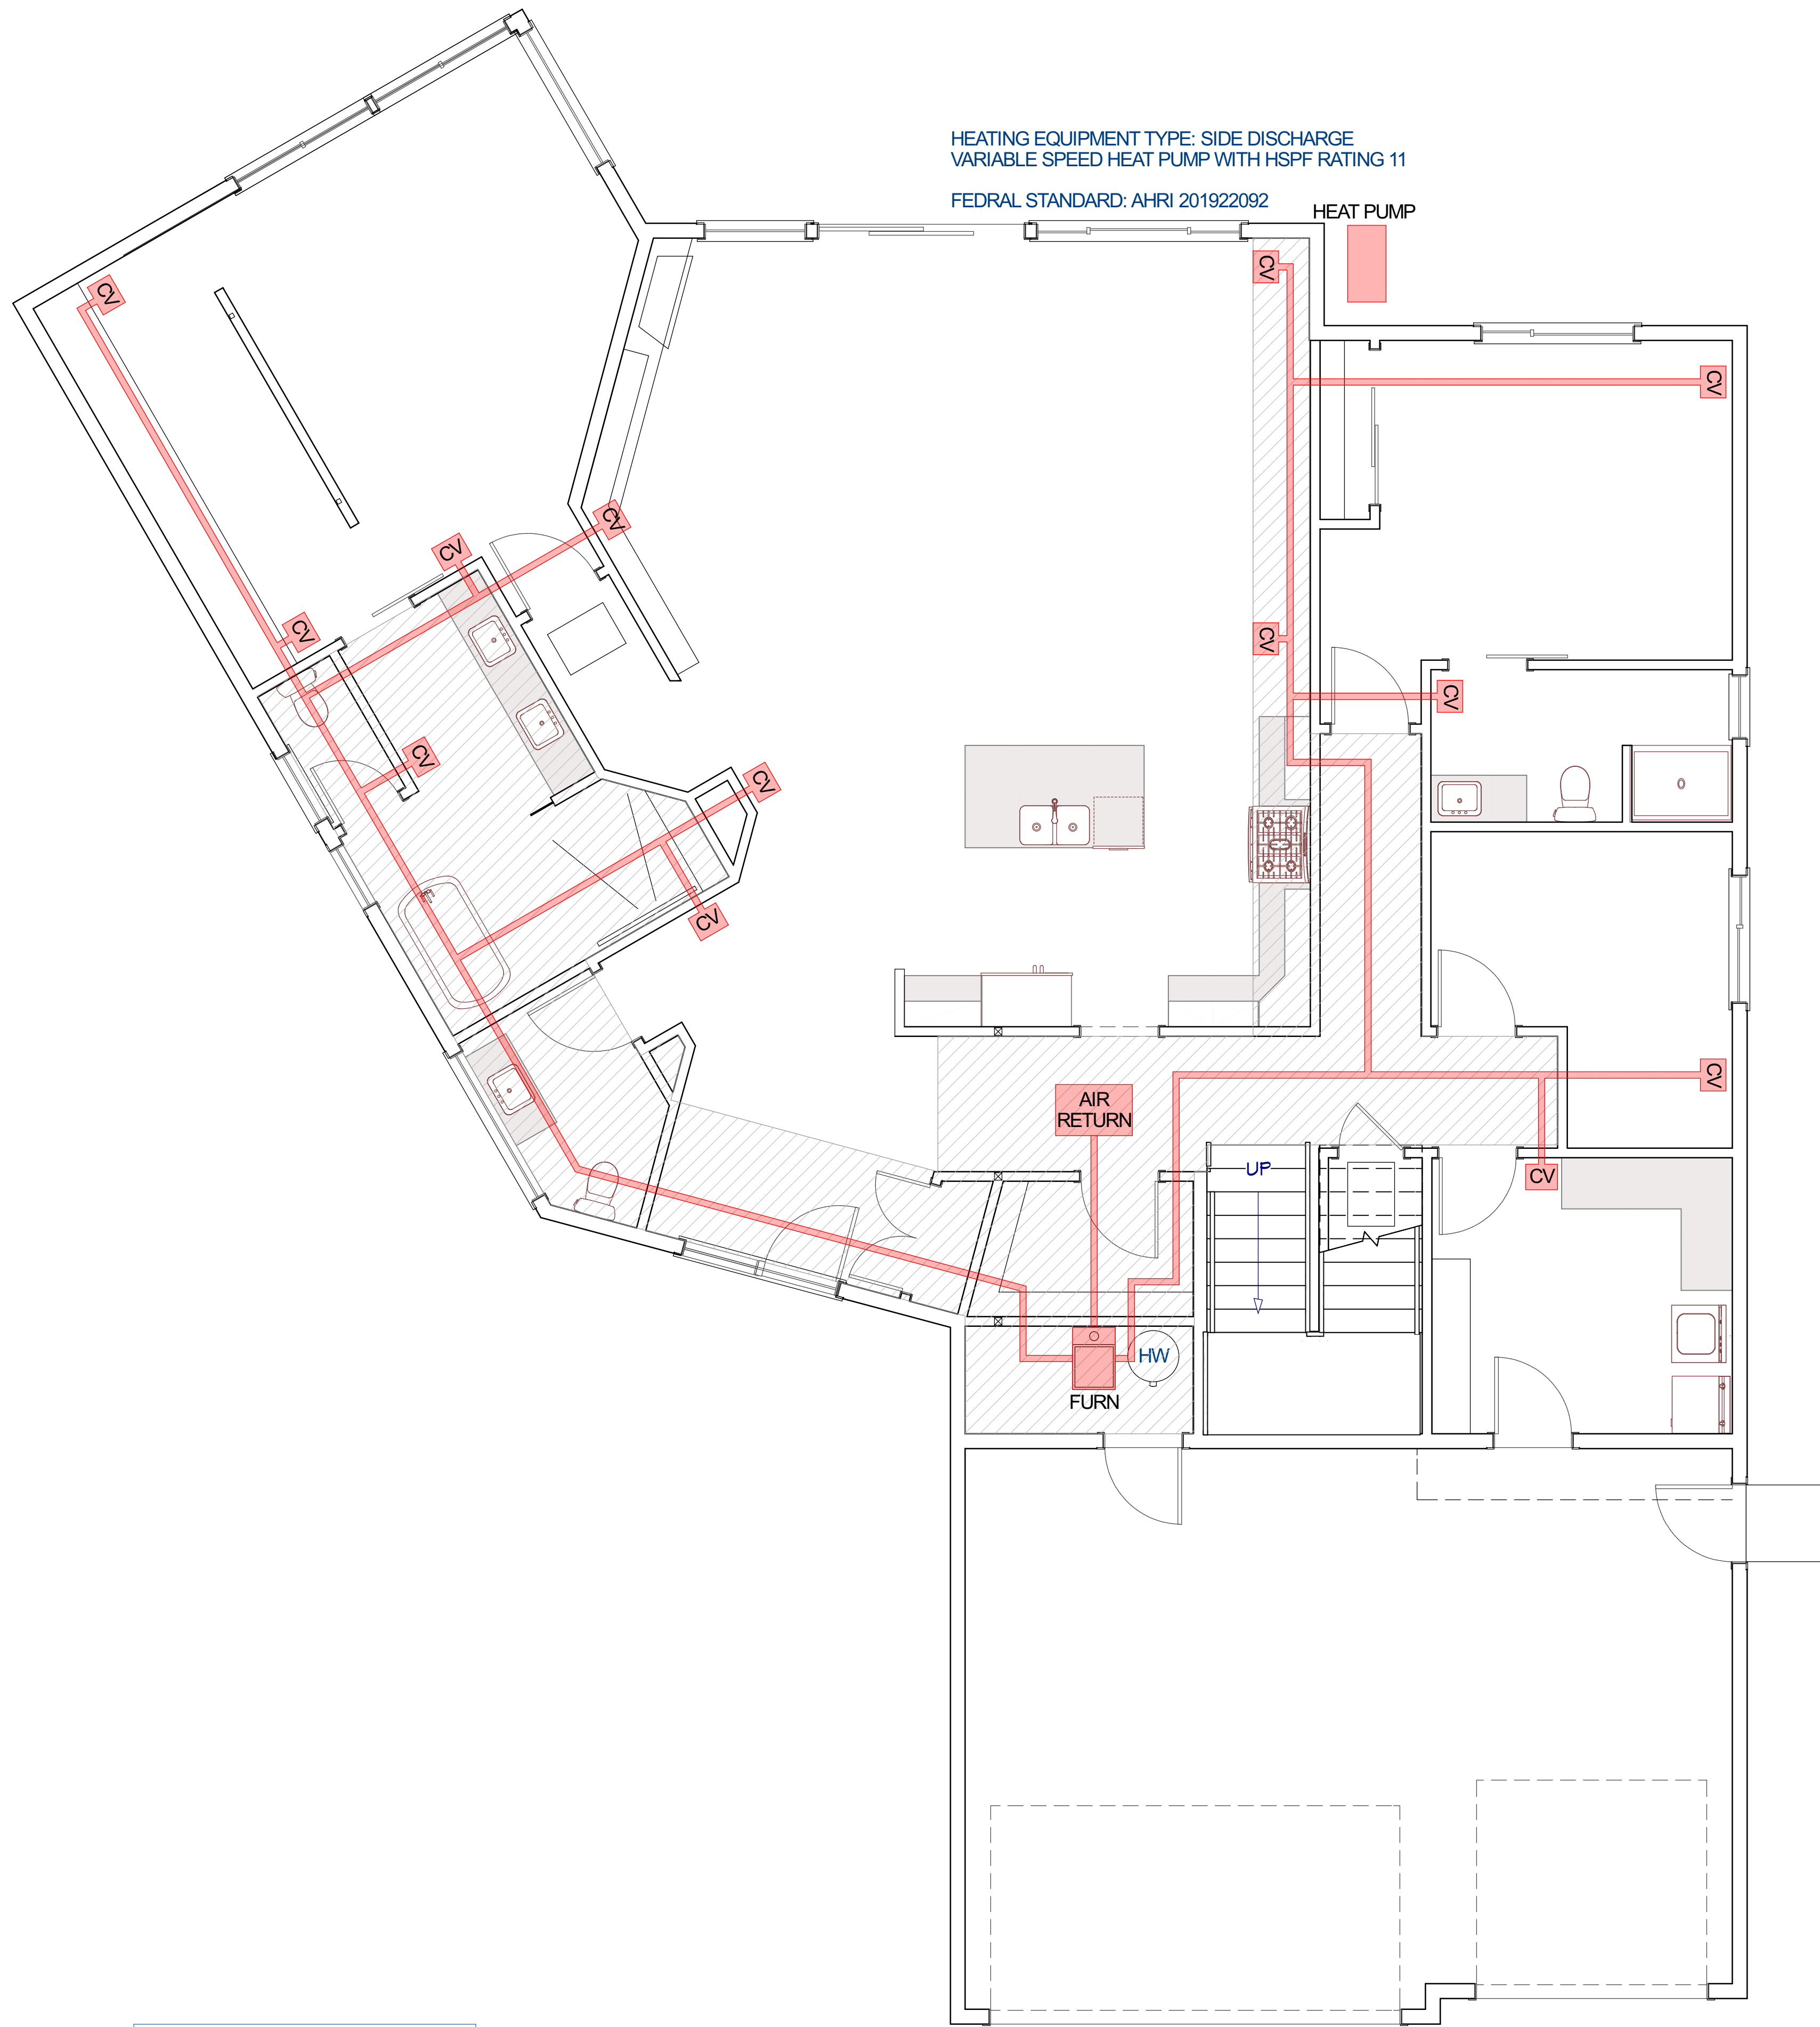 HEATING EQUIPMENT TYPE: SIDE DISCHARGE
VARIABLE SPEED HEAT PUMP WITH HSPF RATING 11
FEDRAL STANDARD: AHRI 201922092
HEAT PUMP
CV
CV
CV
CV
CV
CV
CV
CV
CV
CV
CV
CV
CV
AIR
RETURN
UP
CV
HW
FURN